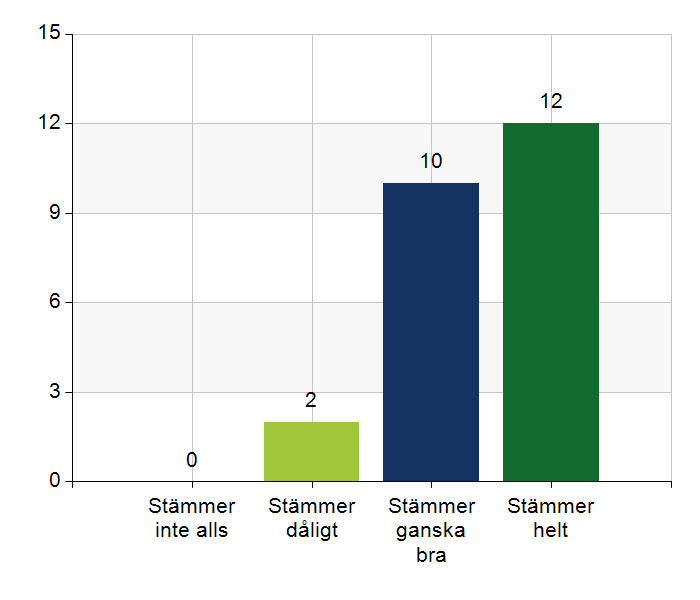 15
12
12
10
9
6
3
2
0
0
Stämmer
inte alls
Stämmer
dåligt
Stämmer
ganska
bra
Stämmer
helt